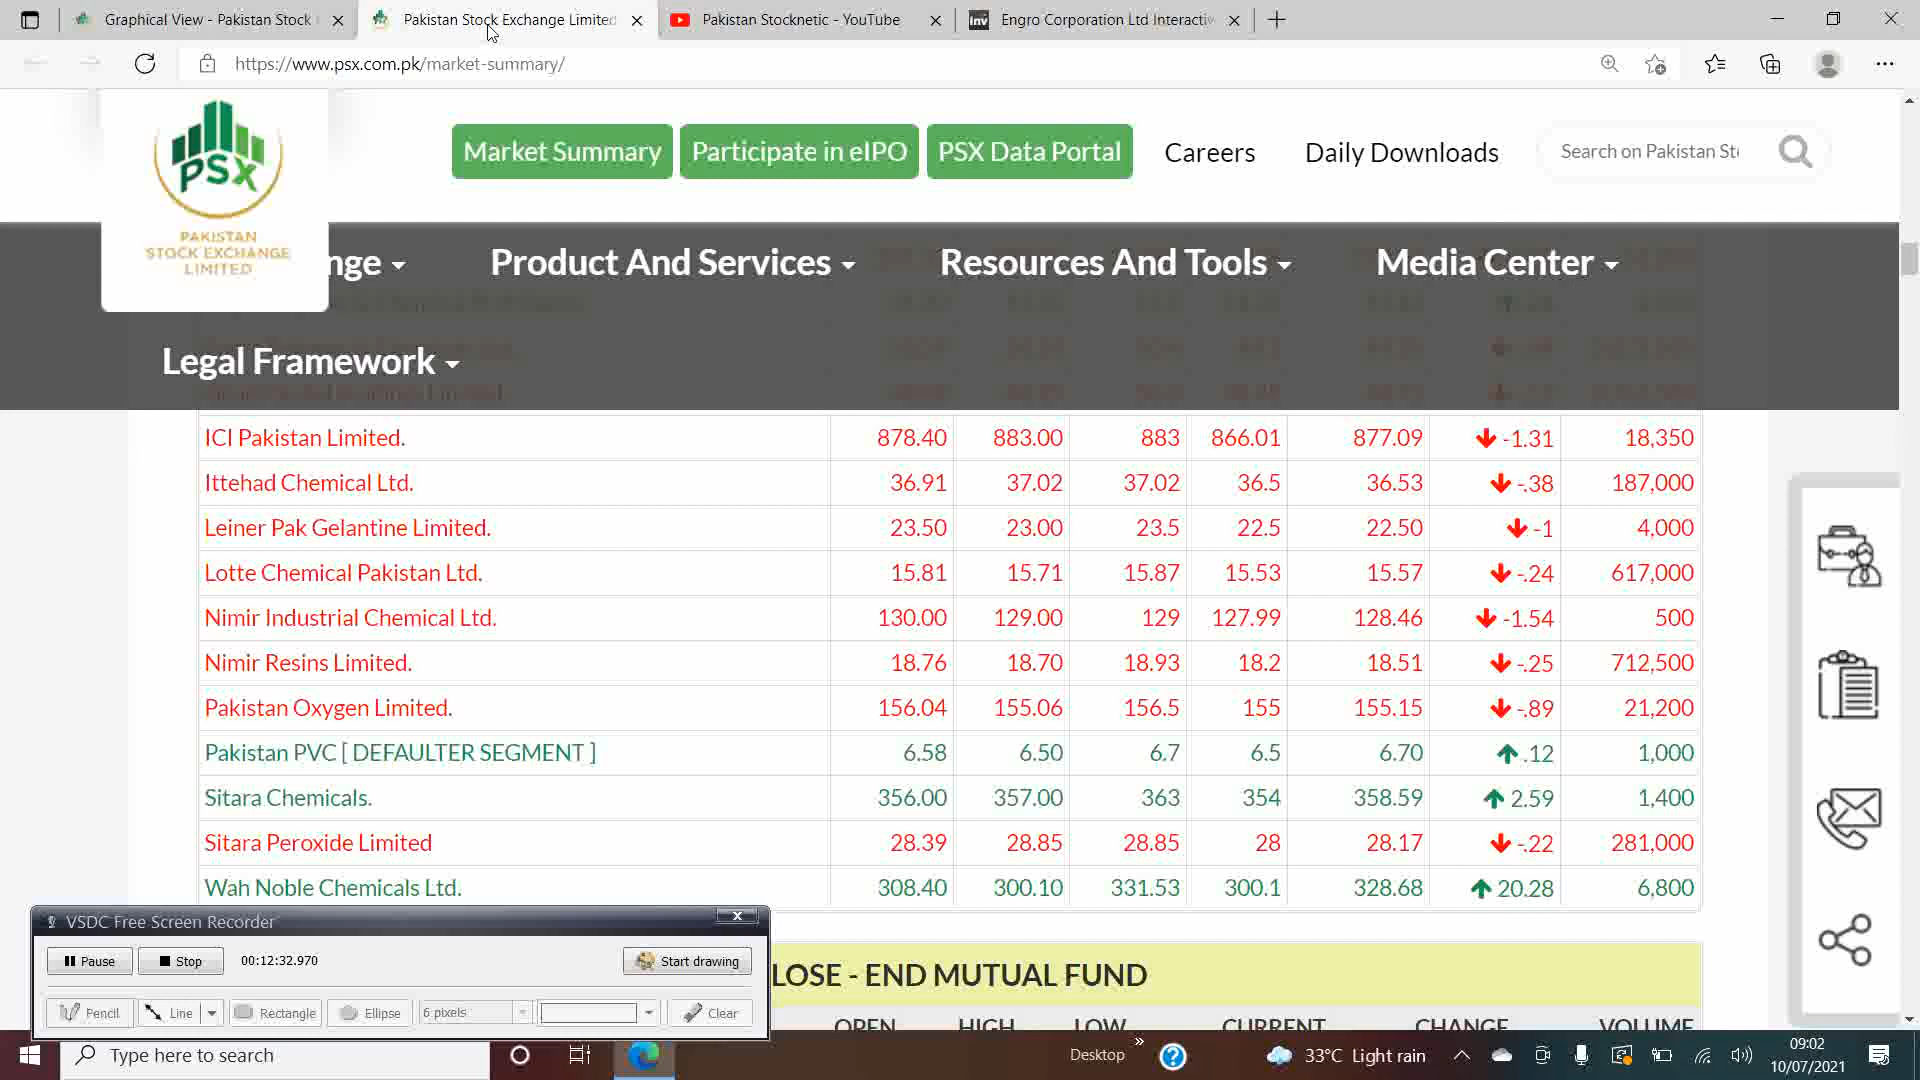 Graphical View - Pakistan Stock
Pakistan Stock Exchange Limited
Pakistan Stocknetic - YouTube
inv Engro Corporation Ltd Interactiv
https://www.psx.com.pk/market-summary/
PSX
PAKISTAN
STOCK EXCHANGE
LIMITED
Market Summary Participate in eIPO PSX Data Portal Careers Daily Downloads Search on Pakistan Sto
nge Product And Services Resources And Tools Media Center
Legal Framework
ICI Pakistan Limited. 878.40 883.00 883 866.01 877.09 -1.31 18,350
Ittehad Chemical Ltd. 36.91 37.02 37.02 36.5 36.53 -.38 187,000
Leiner Pak Gelantine Limited. 23.50 23.00 23.5 22.5 22.50 -1 4,000
Lotte Chemical Pakistan Ltd. 15.81 15.71 15.87 15.53 15.57 -.24 617,000
Nimir Industrial Chemical Ltd. 130.00 129.00 129 127.99 128.46 -1.54 500
Nimir Resins Limited. 18.76 18.70 18.93 18.2 18.51 -.25 712,500
Pakistan Oxygen Limited. 156.04 155.06 156.5 155 155.15 -.89 21,200
Pakistan PVC [ DEFAULTER SEGMENT ] 6.58 6.50 6.7 6.5 6.70 .12 1,000
Sitara Chemicals. 356.00 357.00 363 354 358.59 2.59 1,400
Sitara Peroxide Limited 28.39 28.85 28.85 28 28.17 -.22 281,000
Wah Noble Chemicals Ltd. 308.40 300.10 331.53 300.1 328.68 20.28 6,800
LOSE - END MUTUAL FUND
OPEN HIGH LOW CURRENT CHANGE VOLUME
VSDC Free Screen Recorder
Pause Stop 00:12:32.970 Start drawing
Pencil Line Rectangle Ellipse 6 pixels Clear
Type here to search
Desktop
33°C Light rain
09:02
10/07/2021